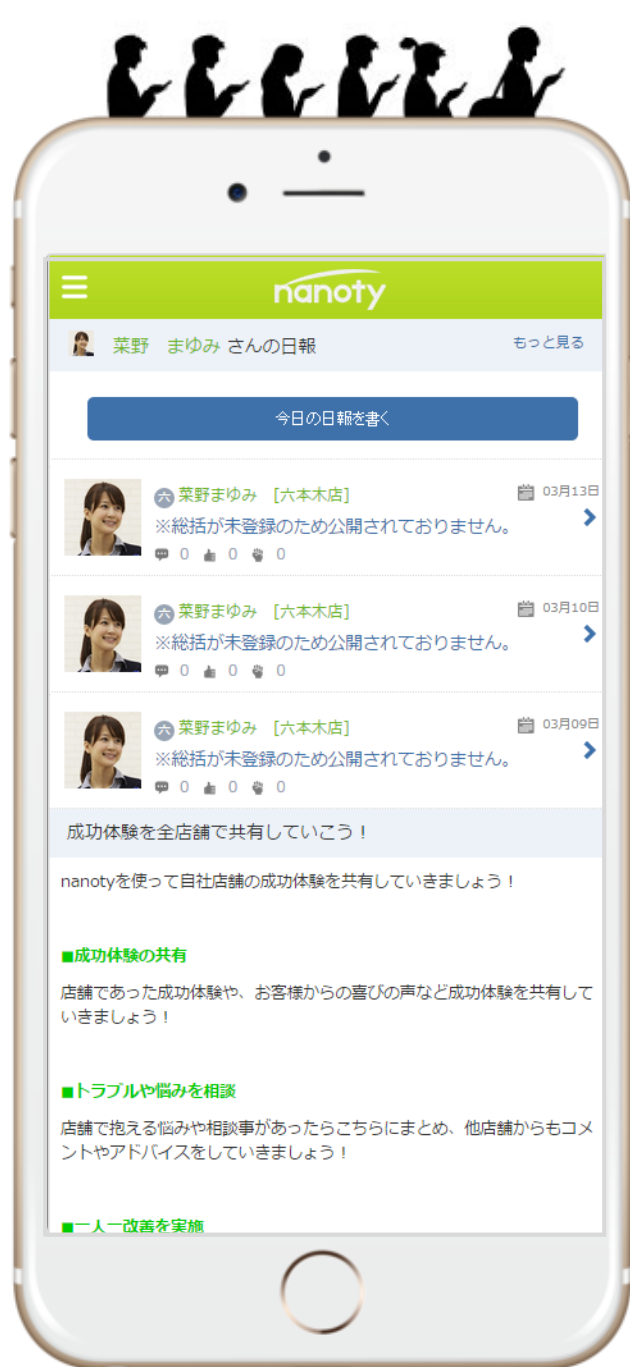 nanoty
菜野　まゆみ さんの日報 もっと見る
今日の日報を書く
六 菜野まゆみ　[六本木店] 03月13日
※総括が未登録のため公開されておりません。
0 0 0
六 菜野まゆみ　[六本木店] 03月10日
※総括が未登録のため公開されておりません。
0 0 0
六 菜野まゆみ　[六本木店] 03月09日
※総括が未登録のため公開されておりません。
0 0 0
成功体験を全店舗で共有していこう！
nanotyを使って自社店舗の成功体験を共有していきましょう！
■成功体験の共有
店舗であった成功体験や、お客様からの喜びの声など成功体験を共有して
いきましょう！
■トラブルや悩みを相談
店舗で抱える悩みや相談事があったらこちらにまとめ、他店舗からもコメ
ントやアドバイスをしていきましょう！
■一人一改善を実施